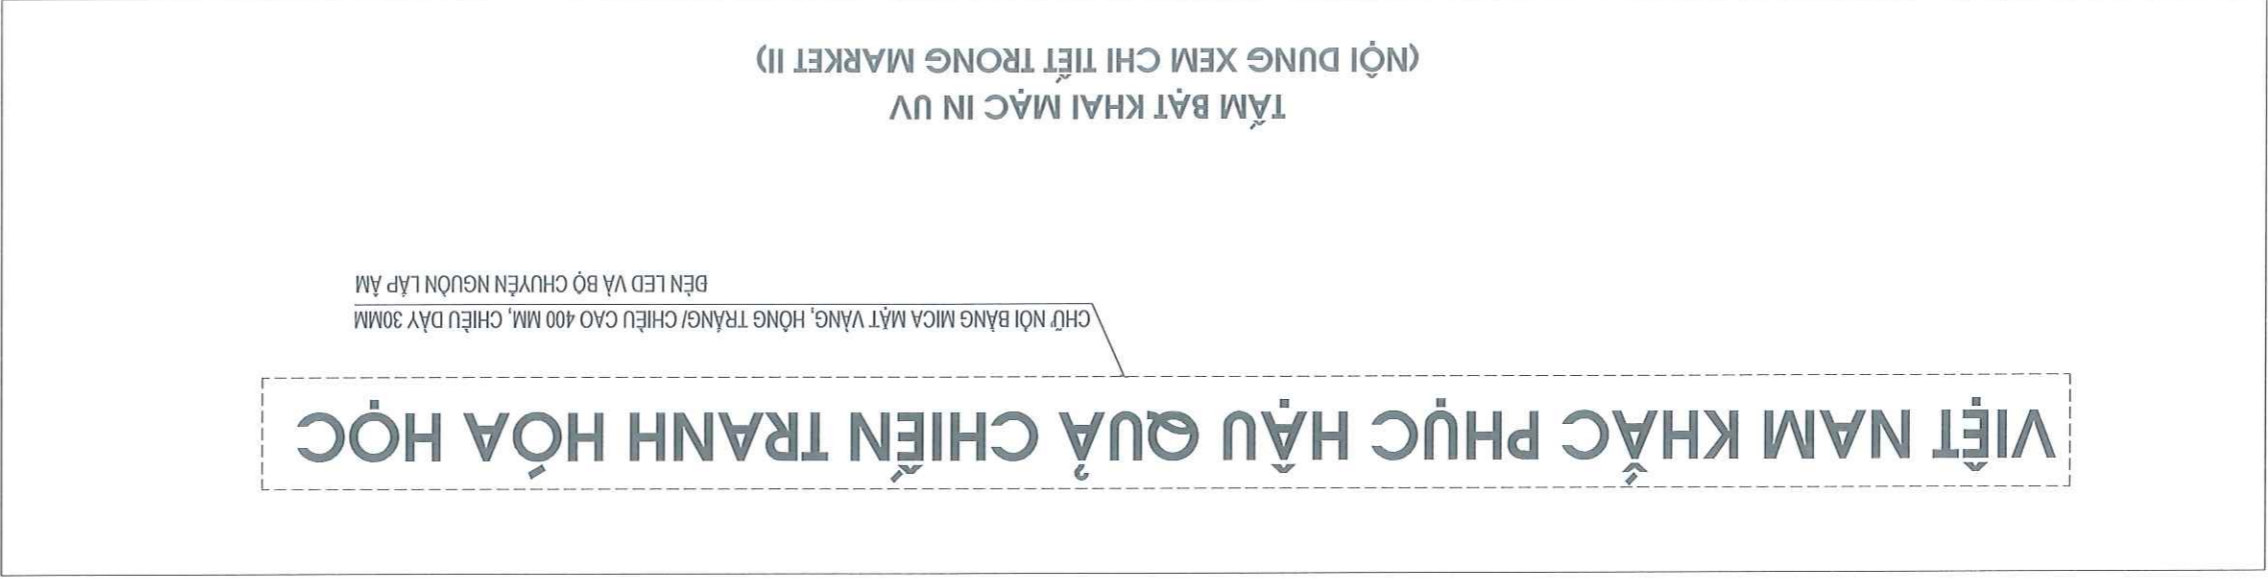 VIỆT NAM KHẮC PHỤC HẬU QUẢ CHIẾN TRANH HÓA HỌC
CHỮ NỔI BẰNG MICA MẶT VÀNG, HÔNG TRẮNG/ CHIỀU CAO 400 MM, CHIỀU DÀY 30MM
ĐÈN LED VÀ BỘ CHUYỂN NGUỒN LẮP ÂM
TẤM BẠT KHAI MẠC IN UV
(NỘI DUNG XEM CHI TIẾT TRONG MARKET II)